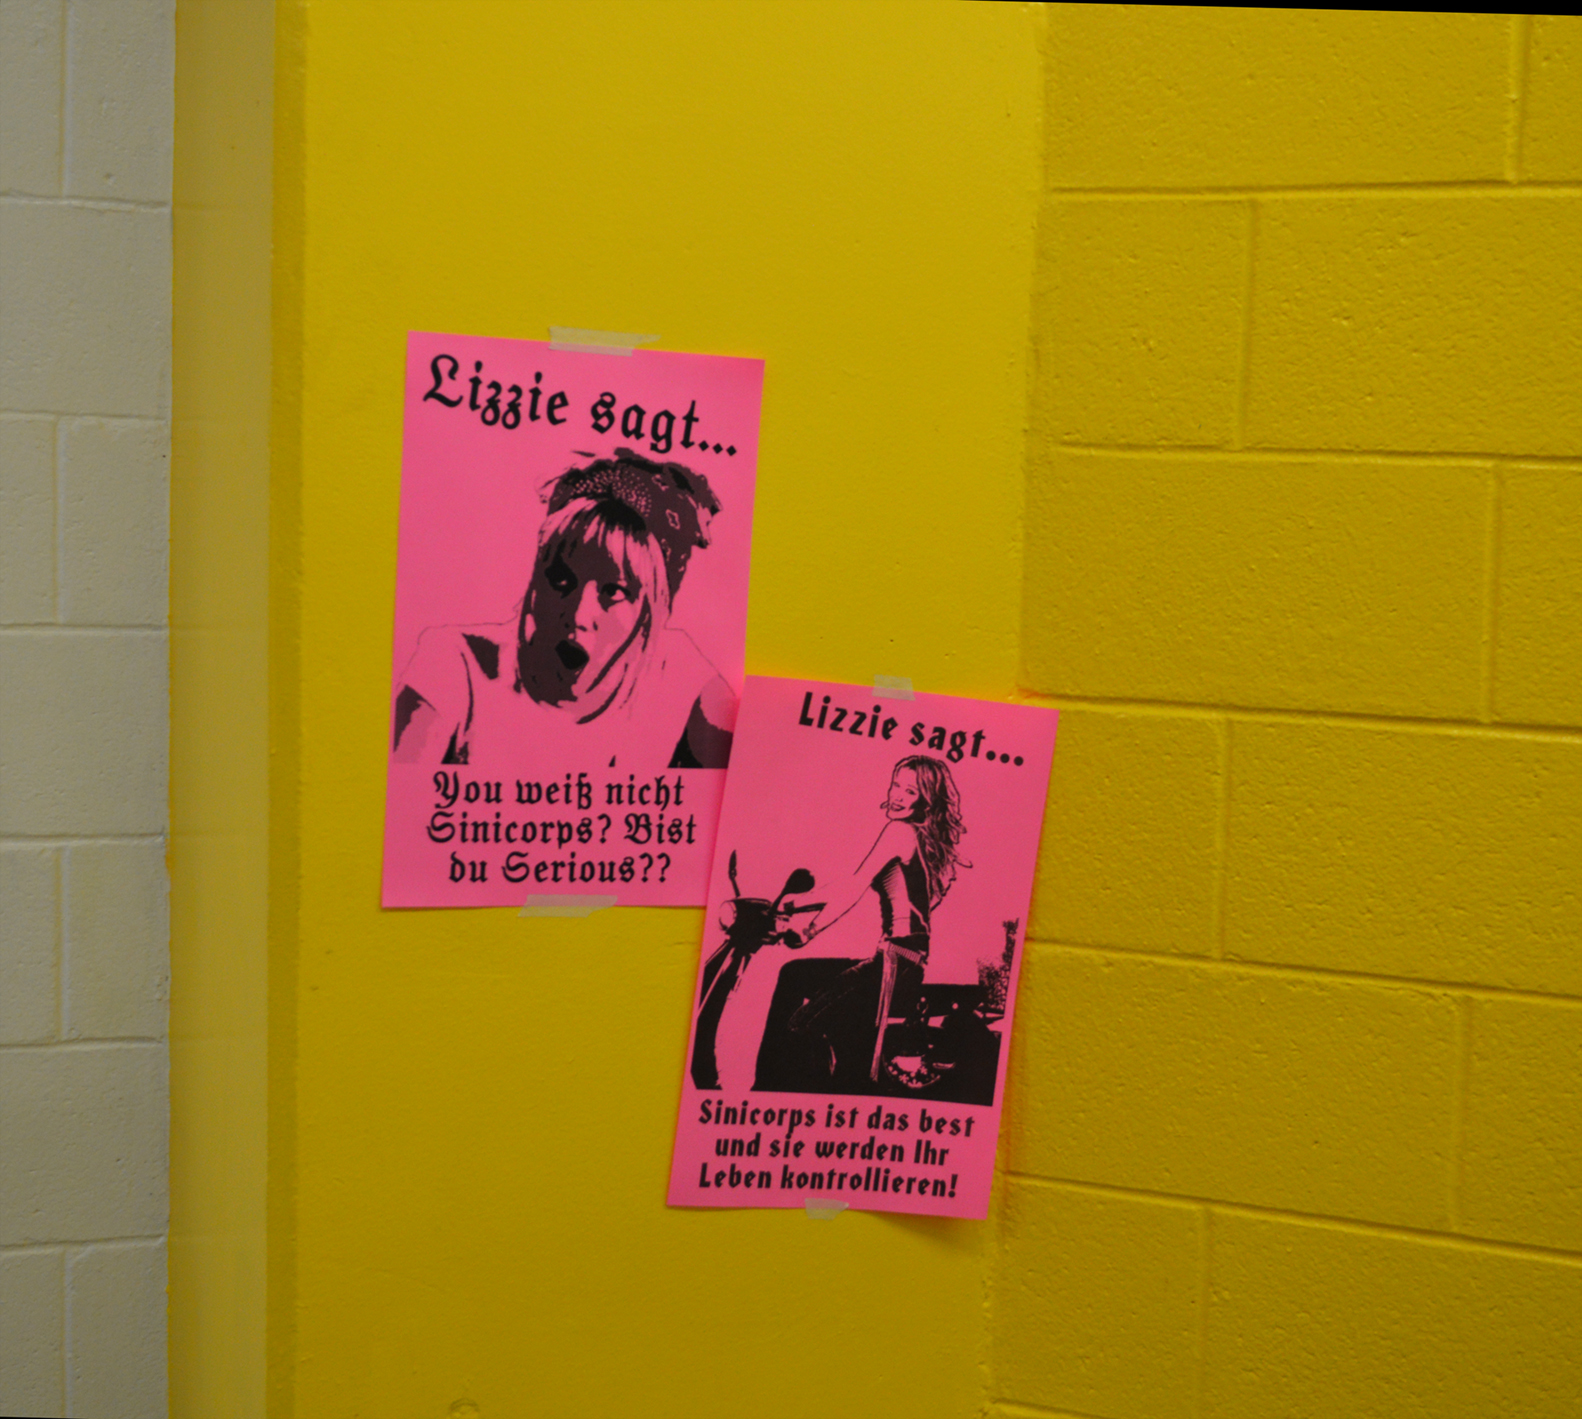 Lizzie sagt...
You weiß nicht
Sinicorps? Bist
du Serious??
Lizzie sagt...
Sinicorps ist das best
und sie werden Ihr
Leben kontrollieren!